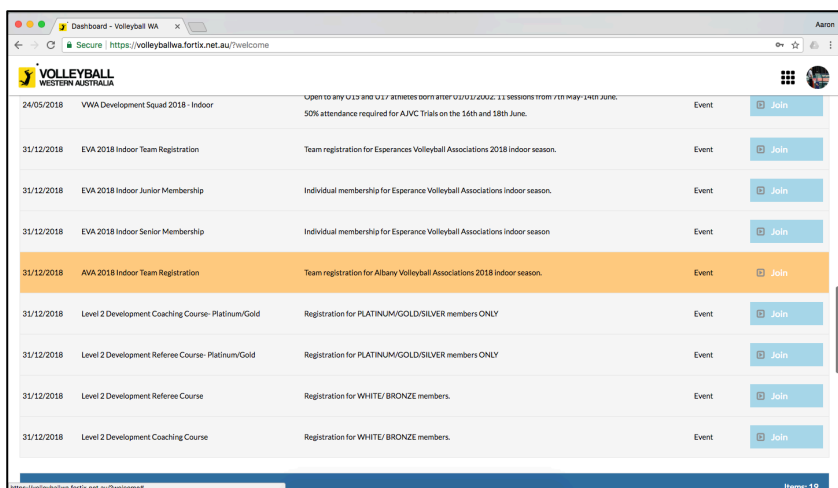 Dashboard - Volleyball WA
Aaron
Secure | https://volleyballwa.fortix.net.au/?welcome
VOLLEYBALL
WESTERN AUSTRALIA
24/05/2018 VWA Development Squad 2018 - Indoor Open to any U15 and U17 athletes born after 01/01/2002. 11 sessions from 7th May-14th June. Event Join
50% attendance required for AJVC Trials on the 16th and 18th June.
31/12/2018 EVA 2018 Indoor Team Registration Team registration for Esperances Volleyball Associations 2018 indoor season. Event Join
31/12/2018 EVA 2018 Indoor Junior Membership Individual membership for Esperance Volleyball Associations indoor season. Event Join
31/12/2018 EVA 2018 Indoor Senior Membership Individual membership for Esperance Volleyball Associations indoor season Event Join
31/12/2018 AVA 2018 Indoor Team Registration Team registration for Albany Volleyball Associations 2018 indoor season. Event Join
31/12/2018 Level 2 Development Coaching Course- Platinum/Gold Registration for PLATINUM/GOLD/SILVER members ONLY Event Join
31/12/2018 Level 2 Development Referee Course- Platinum/Gold Registration for PLATINUM/GOLD/SILVER members ONLY Event Join
31/12/2018 Level 2 Development Referee Course Registration for WHITE/ BRONZE members. Event Join
31/12/2018 Level 2 Development Coaching Course Registration for WHITE/ BRONZE members. Event Join
https://volleyballwa.fortix.net.au/?welcome#
Items: 19